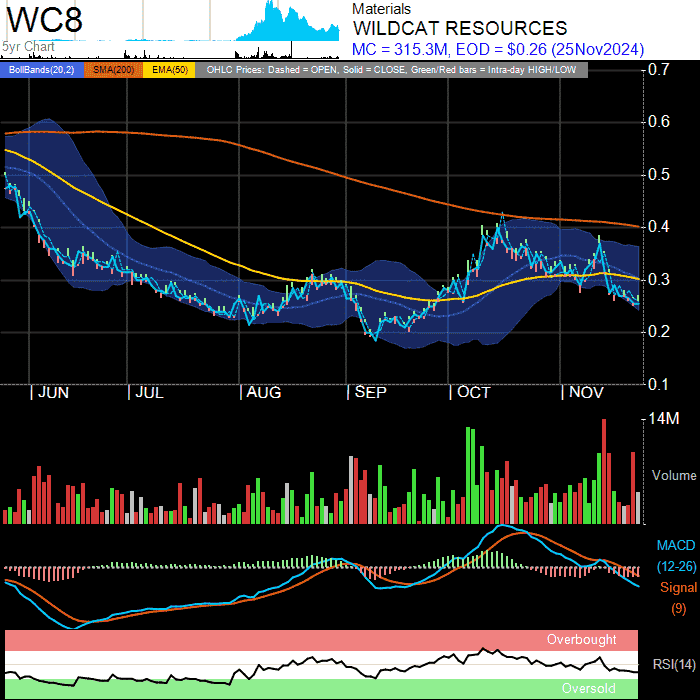 WC8
5yr Chart
Materials
WILDCAT RESOURCES
MC = 315.3M, EOD = $0.26 (25Nov2024)
BollBands(20,2) SMA(200) EMA(50) OHLC Prices: Dashed = OPEN, Solid = CLOSE, Green/Red bars = Intra-day HIGH/LOW
0.7
0.6
0.5
0.4
0.3
0.2
0.1
| JUN | JUL | AUG | SEP | OCT | NOV
14M
Volume
MACD
(12-26)
Signal
(9)
Overbought
RSI(14)
Oversold